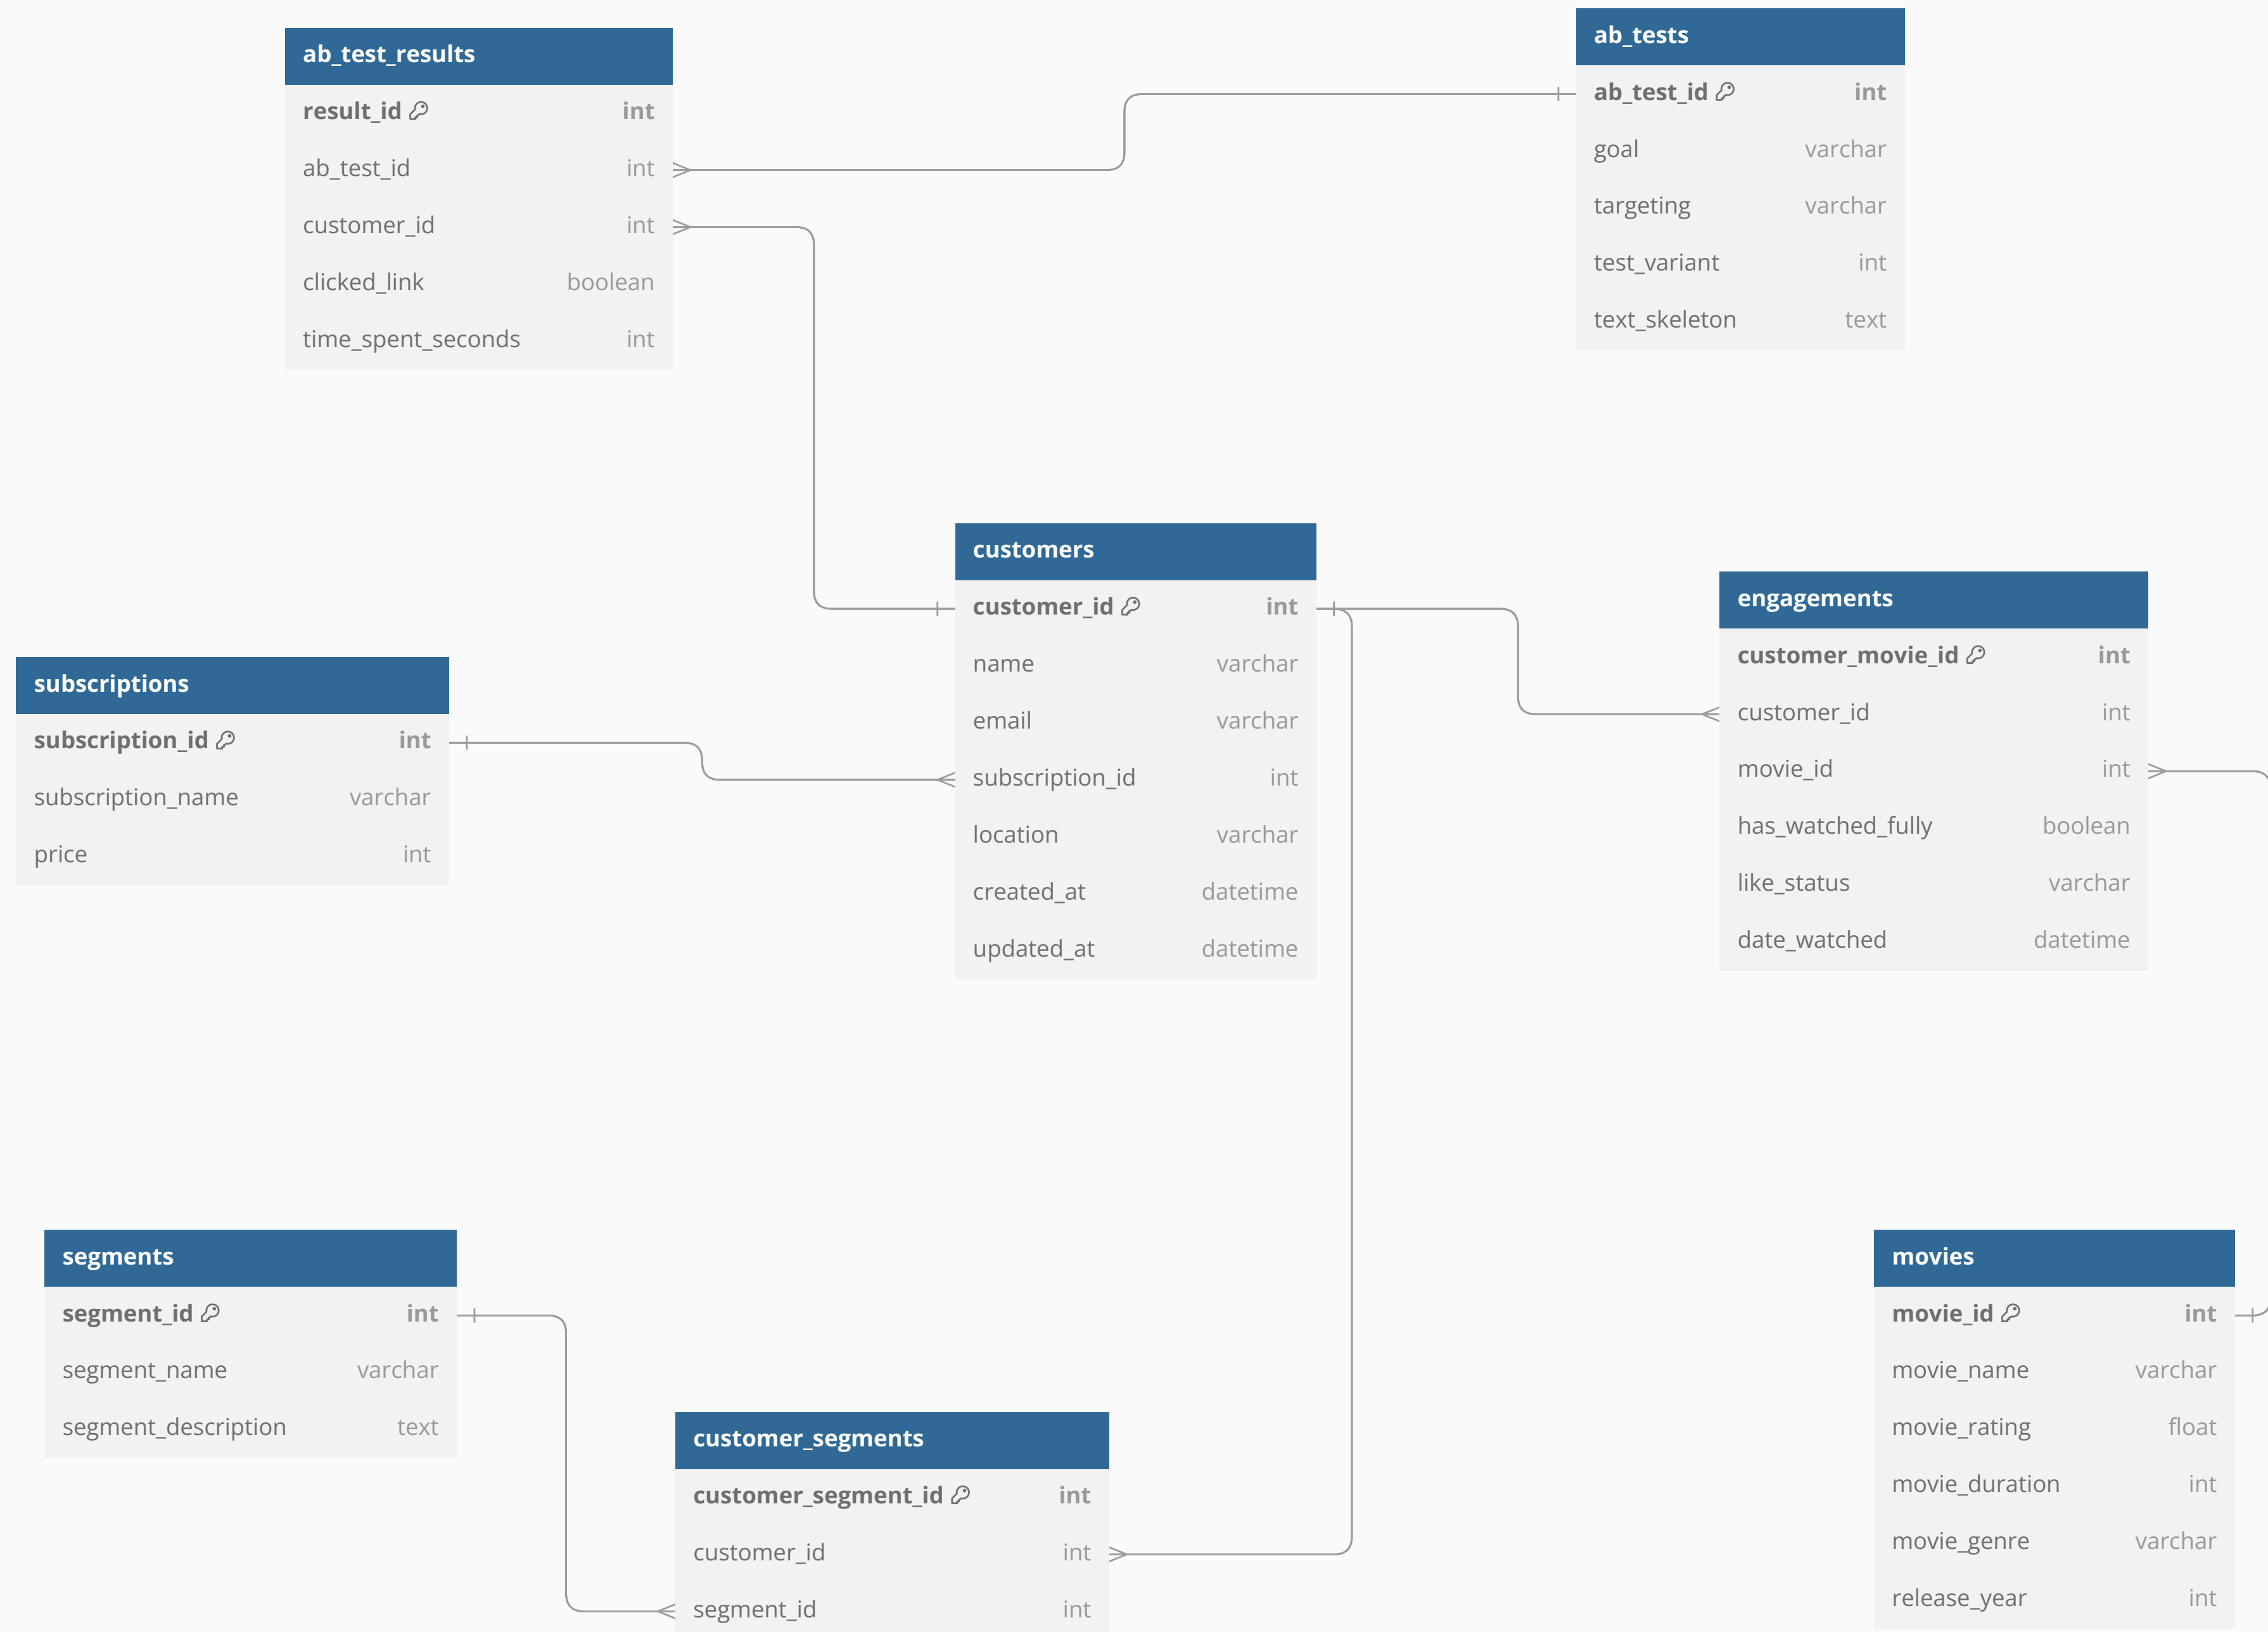 ab_test_results
result_id int
ab_test_id int
customer_id int
clicked_link boolean
time_spent_seconds int
ab_tests
ab_test_id int
goal varchar
targeting varchar
test_variant int
text_skeleton text
customers
customer_id int
name varchar
email varchar
subscription_id int
location varchar
created_at datetime
updated_at datetime
engagements
customer_movie_id int
customer_id int
movie_id int
has_watched_fully boolean
like_status varchar
date_watched datetime
subscriptions
subscription_id int
subscription_name varchar
price int
segments
segment_id int
segment_name varchar
segment_description text
customer_segments
customer_segment_id int
customer_id int
segment_id int
movies
movie_id int
movie_name varchar
movie_rating float
movie_duration int
movie_genre varchar
release_year int